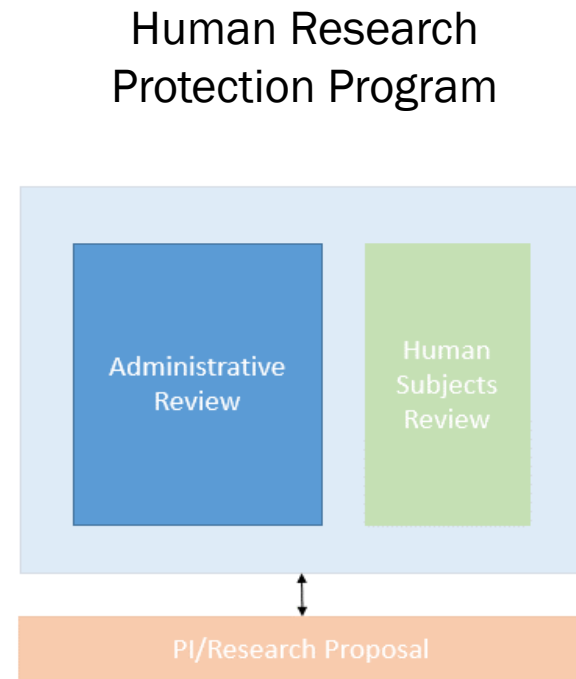 Human Research
Protection Program
Administrative
Review
Human
Subjects
Review
PI/Research Proposal